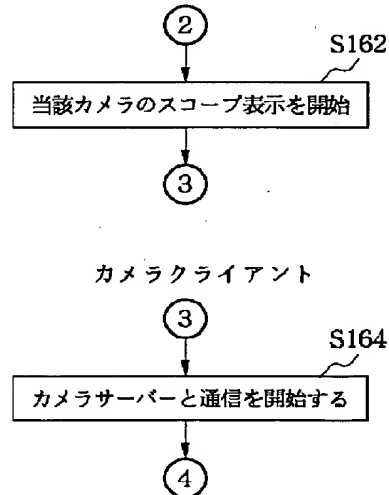 ②
S162
当該カメラのスコープ表示を開始
③
カメラクライアント
③
S164
カメラサーバーと通信を開始する
④